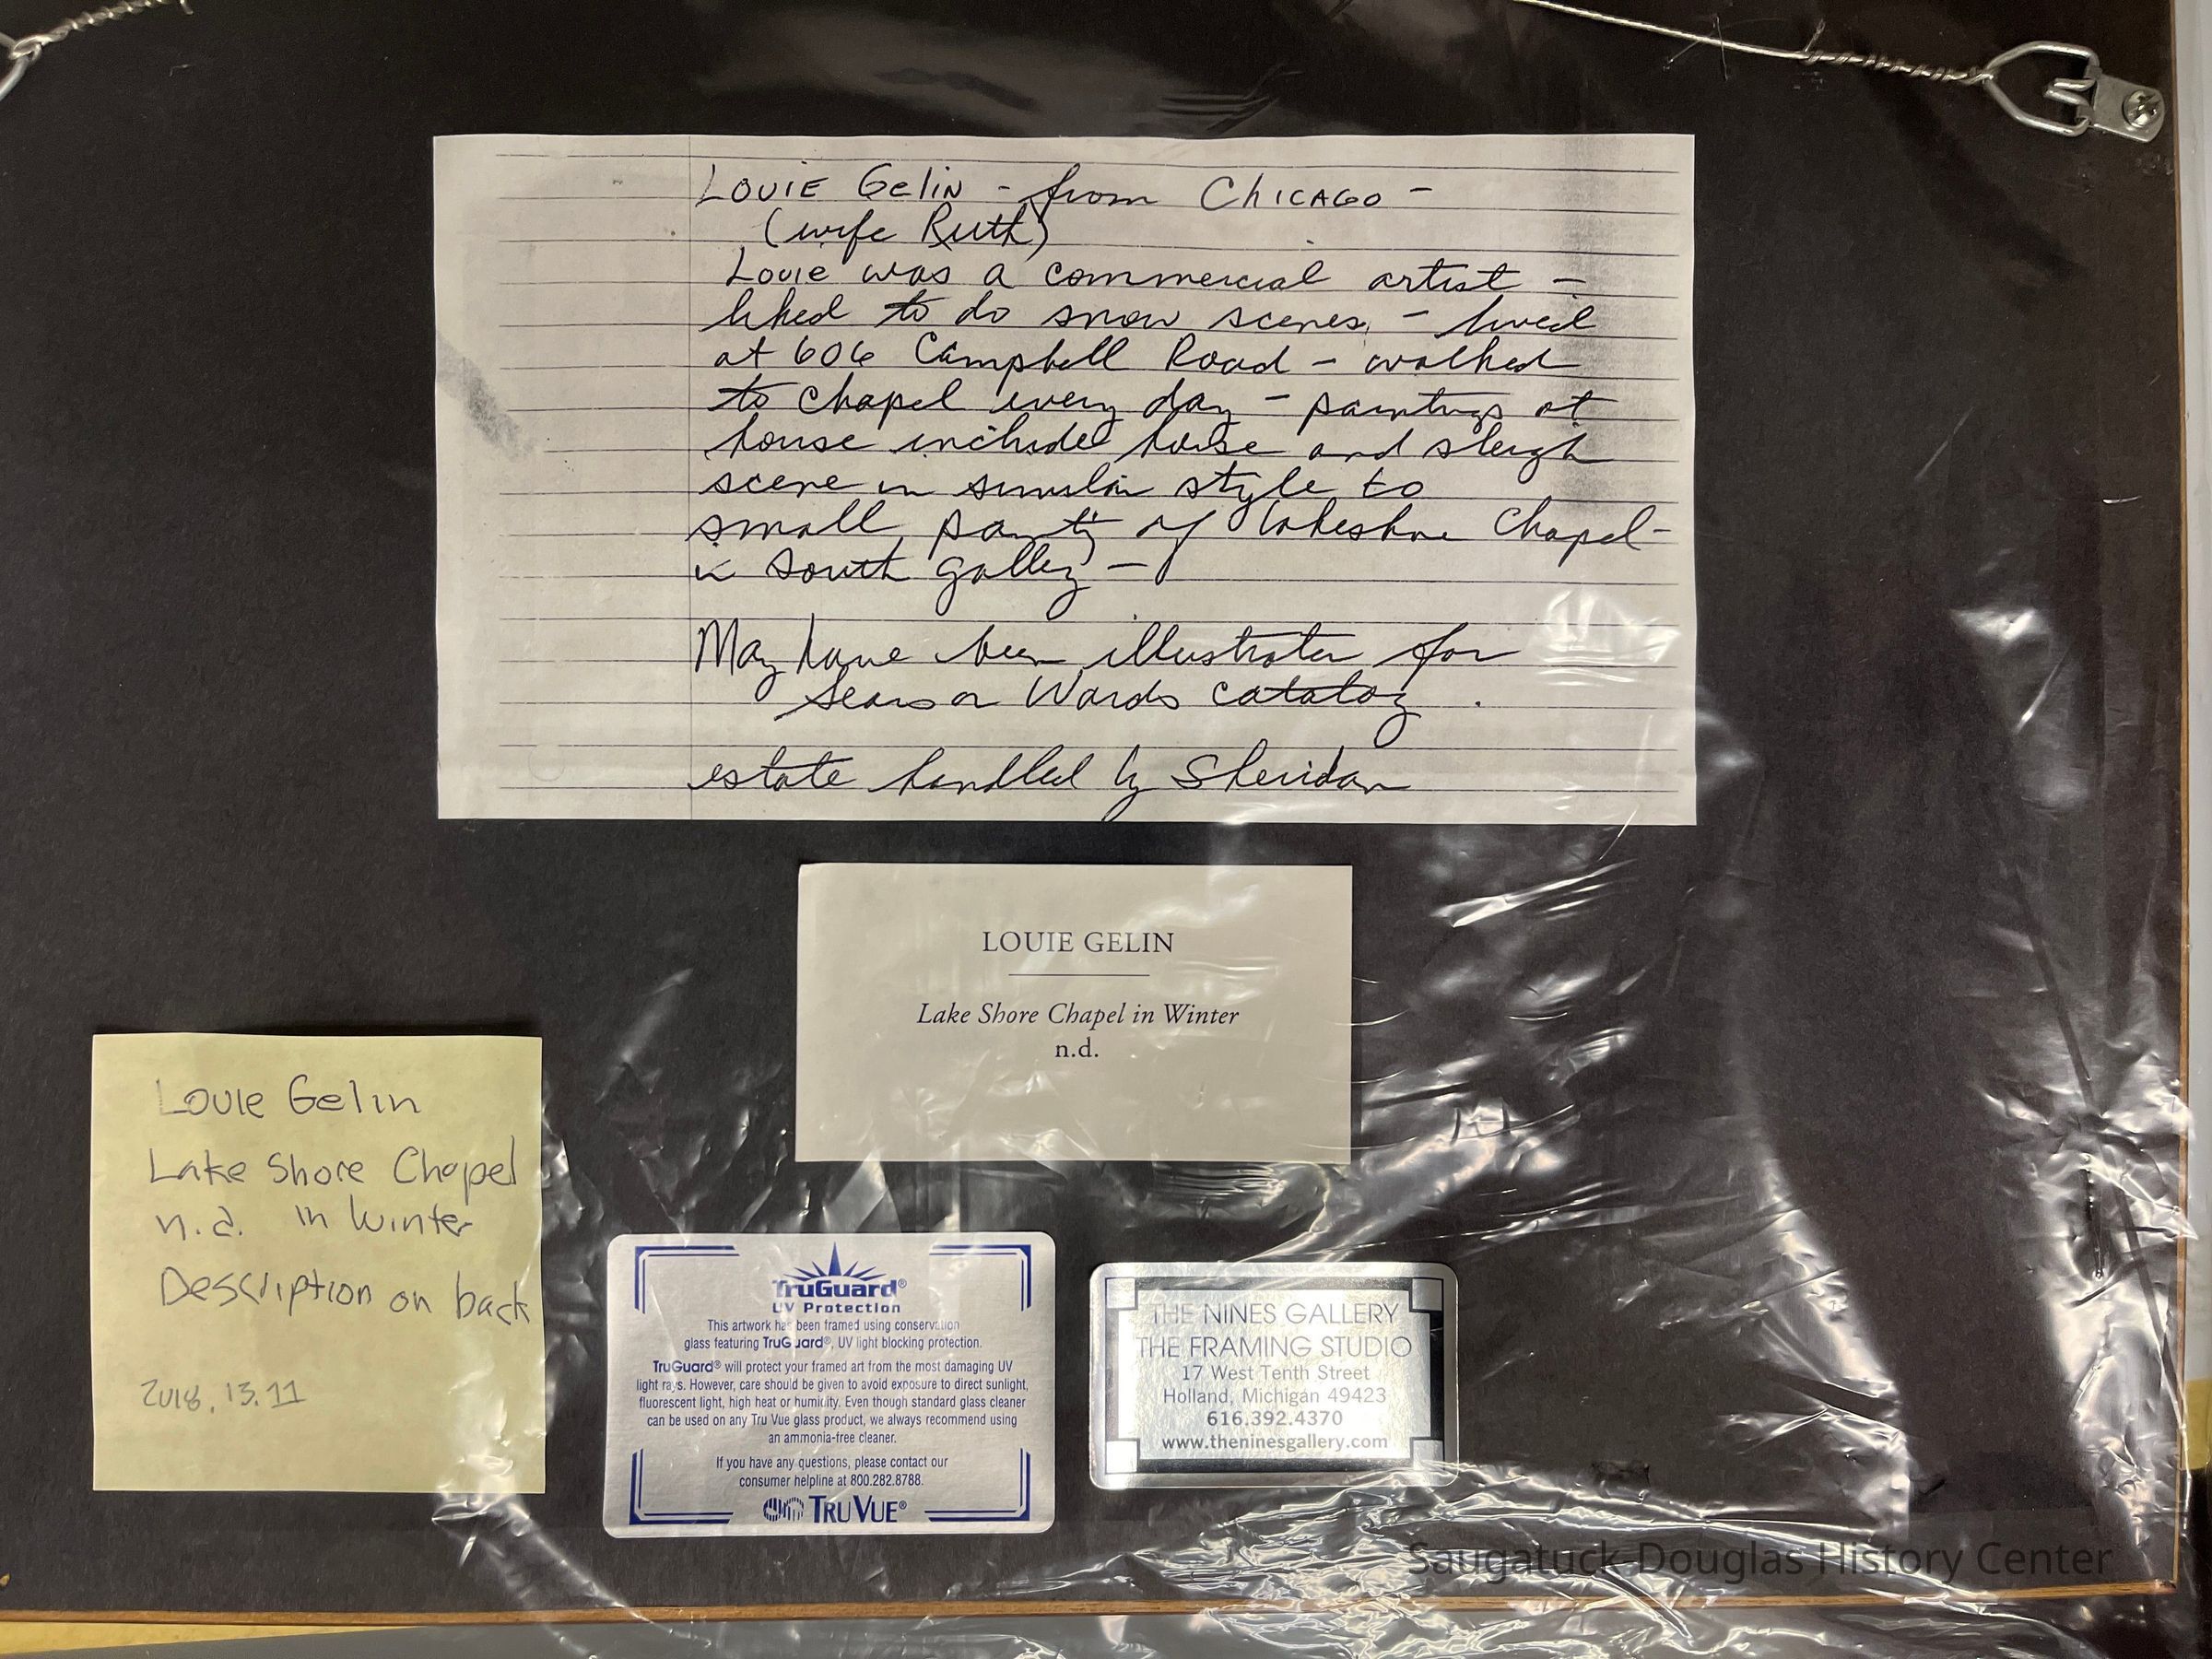 LOUIE GeliN - from ChICAGO -
(wife Ruth)
Louie was a commercial artist -
liked to do snow scenes, - lived
at 606 Campbell Road - walked
to chapel every day - paintings at
house include horse and sleigh
scene in similar style to
small of Lakeshore Chapel-
in South gallery -
May have been illustrator for
Sears or Wards catalog .
estate handled by Sheridan
LOUIE GELIN
Lake Shore Chapel in Winter
n.d.
Louie Gelin
Lake Shore Chapel
n.d. in Winter
Description on back
2018.13.11
TruGuard®
UV Protection
This artwork has been framed using conservation
glass featuring TruGuard®, UV light blocking protection.
TruGuard® will protect your framed art from the most damaging UV
light rays. However, care should be given to avoid exposure to direct sunlight,
fluorescent light, high heat or humidity. Even though standard glass cleaner
can be used on any Tru Vue glass product, we always recommend using
an ammonia-free cleaner.
If you have any questions, please contact our
consumer helpline at 800.282.8788.
TRU VUE®
THE NINES GALLERY
THE FRAMING STUDIO
17 West Tenth Street
Holland, Michigan 49423
616.392.4370
www.theninesgallery.com
Saugatuck-Douglas History Center